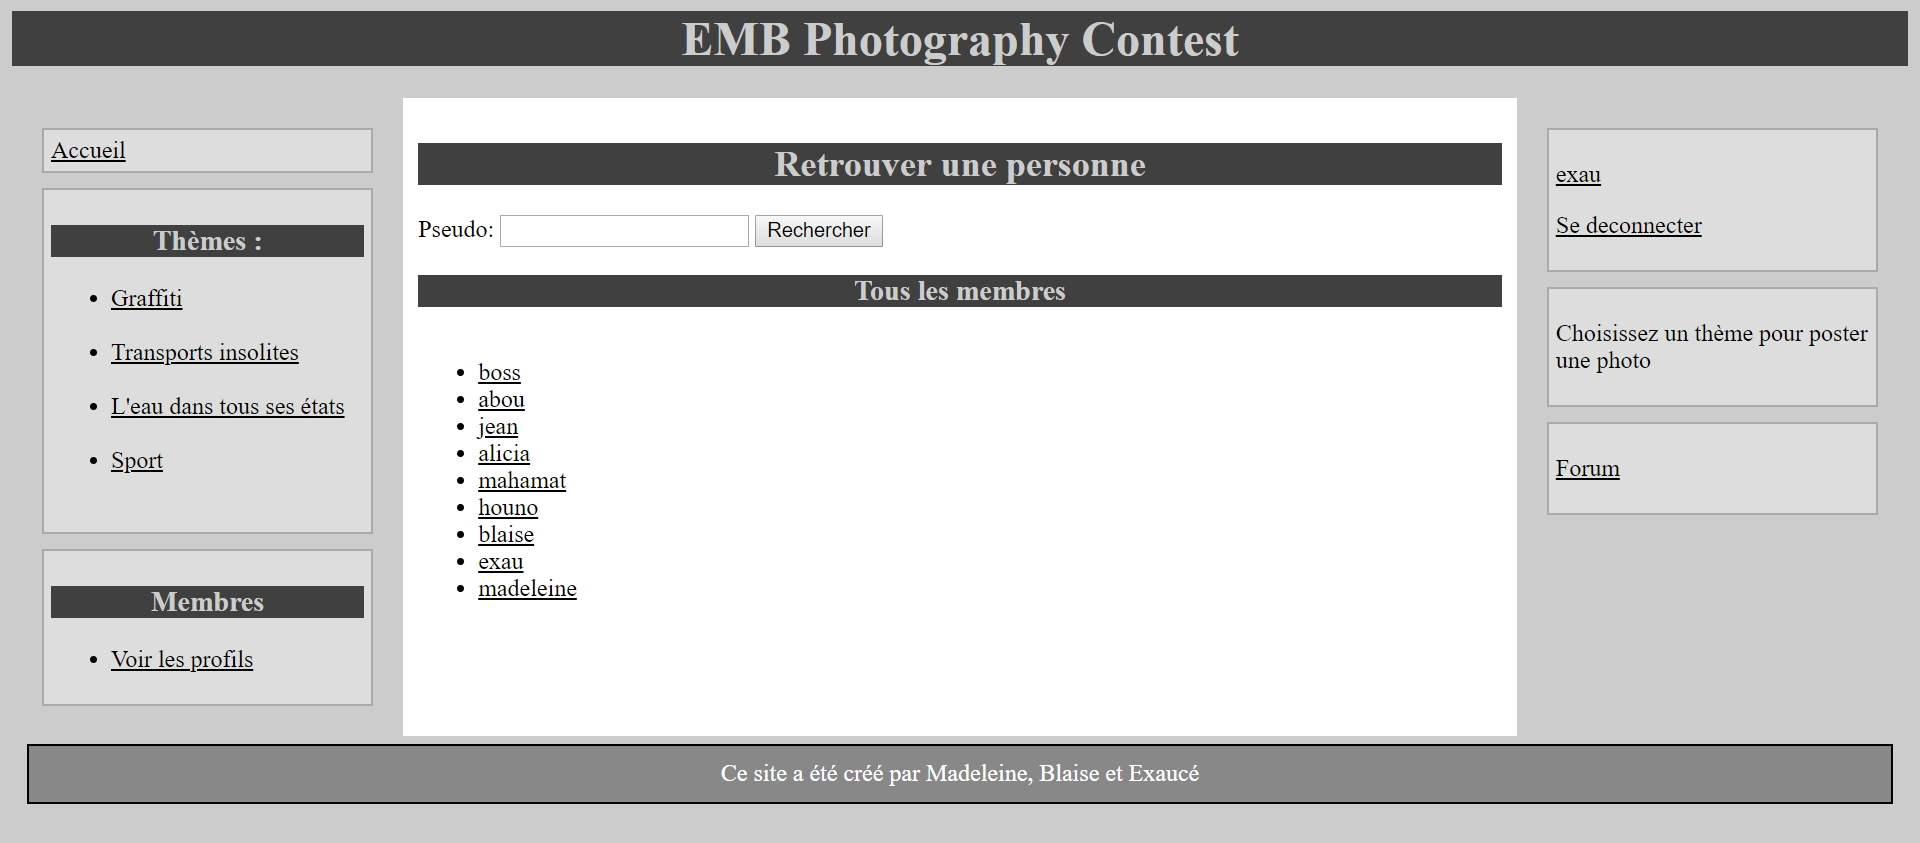 EMB Photography Contest
Accueil
Thèmes :
Graffiti
Transports insolites
L'eau dans tous ses états
Sport
Membres
Voir les profils
Retrouver une personne
Pseudo: Rechercher
Tous les membres
boss
abou
jean
alicia
mahamat
houno
blaise
exau
madeleine
exau
Se deconnecter
Choisissez un thème pour poster
une photo
Forum
Ce site a été créé par Madeleine, Blaise et Exaucé